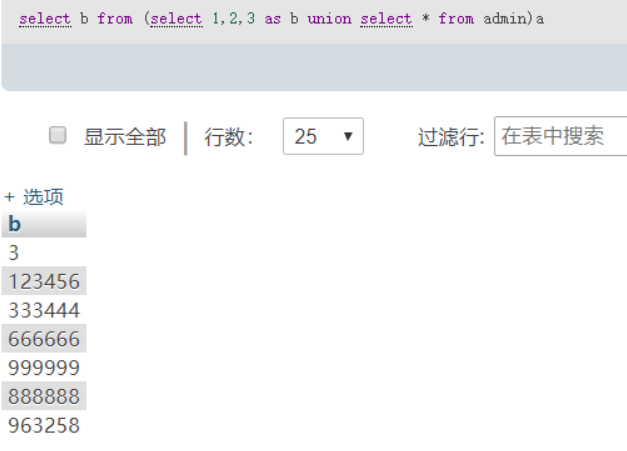 select b from (select 1,2,3 as b union select * from admin)a
显示全部 行数： 25 过滤行: 在表中搜索
+ 选项
b
3
123456
333444
666666
999999
888888
963258